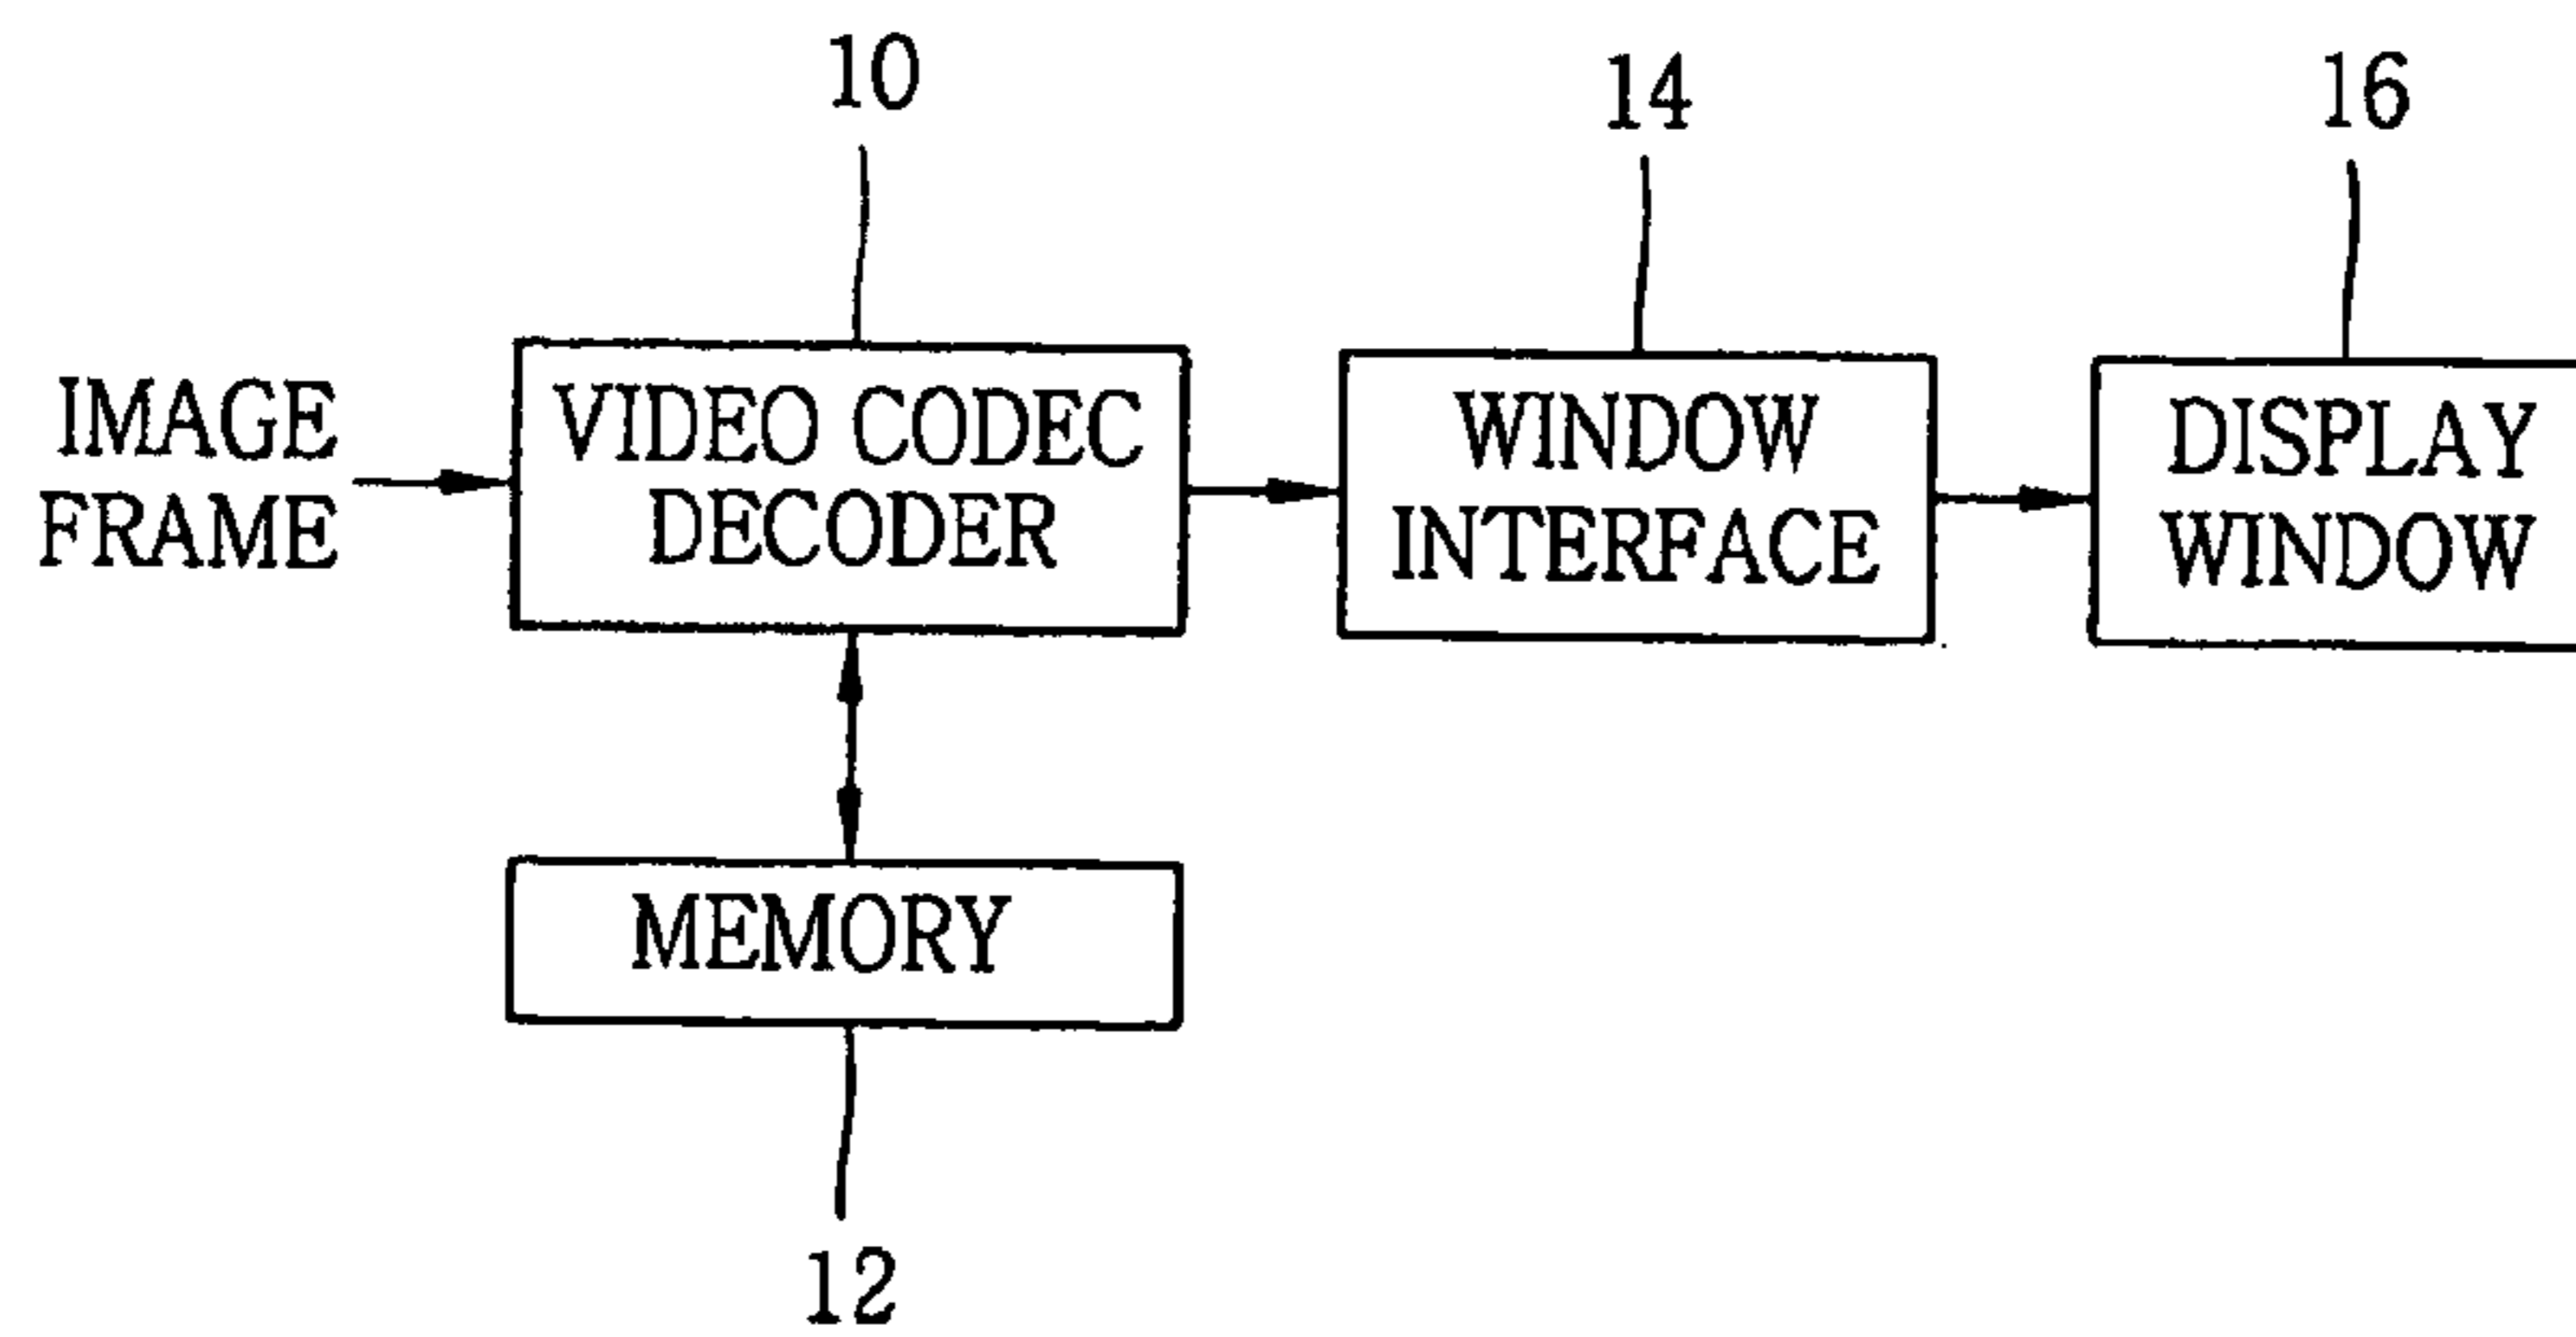 10
14
16
IMAGE
FRAME
VIDEO CODEC
DECODER
WINDOW
INTERFACE
DISPLAY
WINDOW
MEMORY
12